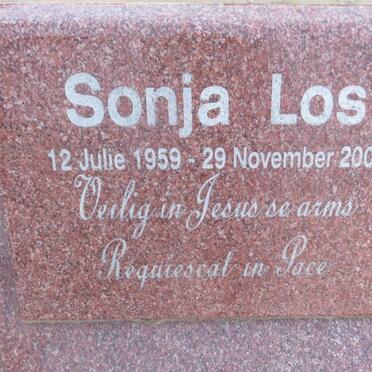 Sonja Los
12 Julie 1959 - 29 November 200
Veilig in Jesus se arms
Requiescat in Pace